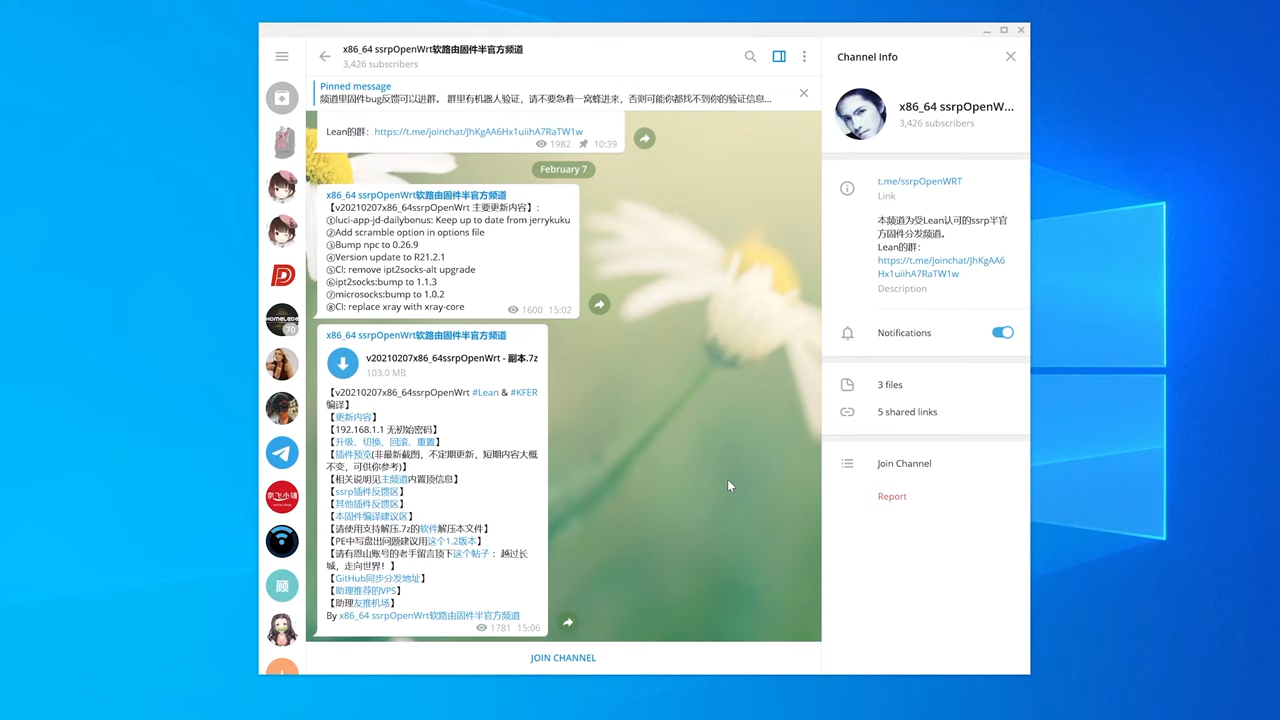 x86_64 ssrpOpenWrt软路由固件半官方频道
3,426 subscribers
Pinned message
频道里固件bug反馈可以进群。 群里有机器人验证，请不要急着一窝蜂进来，否则可能你都找不到你的验证信息...
Lean的群：https://t.me/joinchat/JhKgAA6Hx1uiihA7RaTW1w
1982 10:39
February 7
x86_64 ssrpOpenWrt软路由固件半官方频道
【v20210207x86_64ssrpOpenWrt 主要更新内容】:
①luci-app-jd-dailybonus: Keep up to date from jerrykuku
②Add scramble option in options file
③Bump npc to 0.26.9
④Version update to R21.2.1
⑤CI: remove ipt2socks-alt upgrade
⑥ipt2socks:bump to 1.1.3
⑦microsocks:bump to 1.0.2
⑧CI: replace xray with xray-core
1600 15:02
x86_64 ssrpOpenWrt软路由固件半官方频道
v20210207x86_64ssrpOpenWrt - 副本.7z
103.0 MB
【v20210207x86_64ssrpOpenWrt #Lean & #KFER
编译】
【更新内容】
【192.168.1.1 无初始密码】
【升级、切换、回滚、重置】
【插件预览(非最新截图，不定期更新，短期内容大概
不变，可供你参考)】
【相关说明见主频道内置顶信息】
【ssrp插件反馈区】
【其他插件反馈区】
【本固件编译建议区】
【请使用支持解压.7z的软件解压本文件】
【PE中写盘出问题建议用这个1.2版本】
【请有恩山账号的老手留言顶下这个帖子 ：越过长
城，走向世界！】
【GitHub同步分发地址】
【助理推荐的VPS】
【助理友推机场】
By x86_64 ssrpOpenWrt软路由固件半官方频道
1781 15:06
JOIN CHANNEL
HOMELEDE
70
奈飞小铺
顾
Channel Info
x86_64 ssrpOpenW...
3,426 subscribers
t.me/ssrpOpenWRT
Link
本频道为受Lean认可的ssrp半官
方固件分发频道。
Lean的群：
https://t.me/joinchat/JhKgAA6
Hx1uiihA7RaTW1w
Description
Notifications
3 files
5 shared links
Join Channel
Report